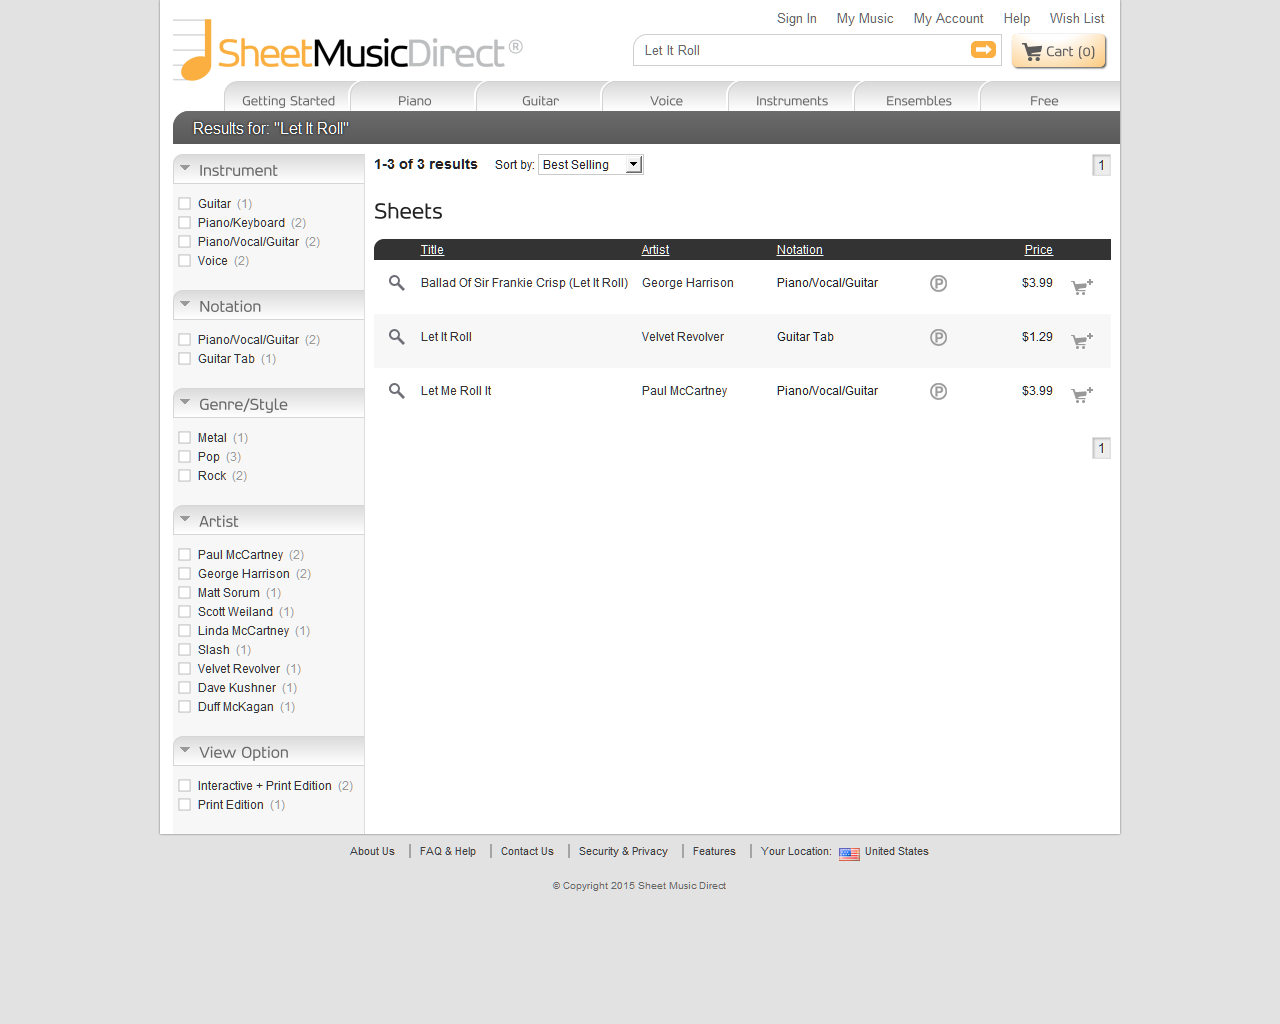 Sign In My Music My Account Help Wish List
SheetMusicDirect®
Let It Roll
Cart (0)
Getting Started Piano Guitar Voice Instruments Ensembles Free
Results for: "Let It Roll"
Instrument
Guitar (1)
Piano/Keyboard (2)
Piano/Vocal/Guitar (2)
Voice (2)
Notation
Piano/Vocal/Guitar (2)
Guitar Tab (1)
Genre/Style
Metal (1)
Pop (3)
Rock (2)
Artist
Paul McCartney (2)
George Harrison (2)
Matt Sorum (1)
Scott Weiland (1)
Linda McCartney (1)
Slash (1)
Velvet Revolver (1)
Dave Kushner (1)
Duff McKagan (1)
View Option
Interactive + Print Edition (2)
Print Edition (1)
1-3 of 3 results Sort by: Best Selling 1
Sheets
Title Artist Notation Price
Ballad Of Sir Frankie Crisp (Let It Roll) George Harrison Piano/Vocal/Guitar P $3.99
Let It Roll Velvet Revolver Guitar Tab P $1.29
Let Me Roll It Paul McCartney Piano/Vocal/Guitar P $3.99
1
About Us FAQ & Help Contact Us Security & Privacy Features Your Location: United States
© Copyright 2015 Sheet Music Direct